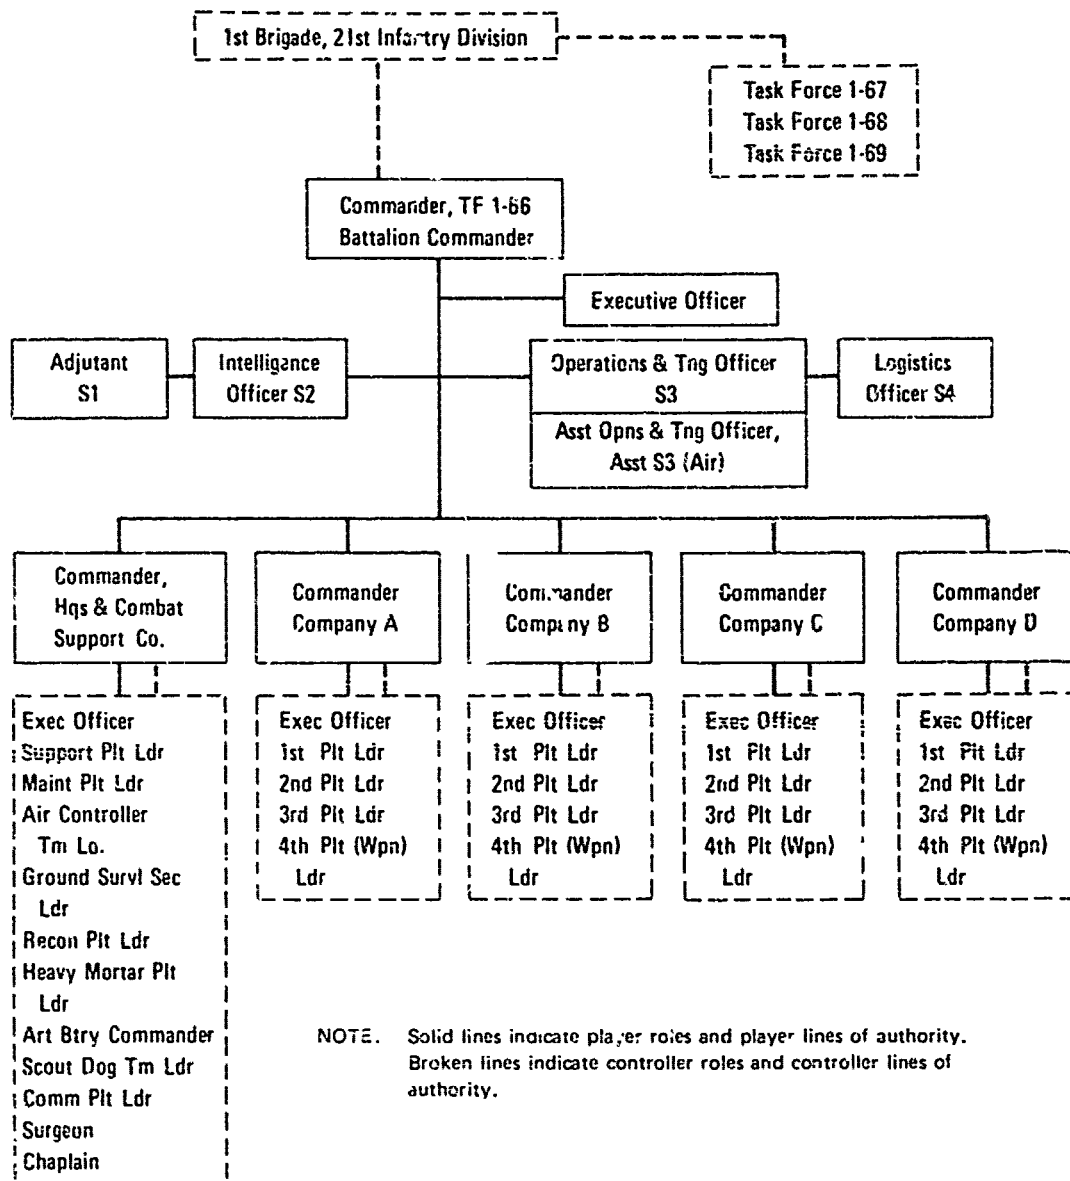 1st Brigade, 21st Infantry Division
Task Force 1-67
Task Force 1-68
Task Force 1-69
Commander, TF 1-66
Battalion Commander
Executive Officer
Adjutant
S1
Intelligence
Officer S2
Operations & Tng Officer
S3
Asst Opns & Tng Officer,
Asst S3 (Air)
Logistics
Officer S4
Commander,
Hqs & Combat
Support Co.
Commander
Company A
Commander
Company B
Commander
Company C
Commander
Company D
Exec Officer
Support Plt Ldr
Maint Plt Ldr
Air Controller
Tm Lo.
Ground Survl Sec
Ldr
Recon Plt Ldr
Heavy Mortar Plt
Ldr
Art Btry Commander
Scout Dog Tm Ldr
Comm Plt Ldr
Surgeon
Chaplain
Exec Officer
1st Plt Ldr
2nd Plt Ldr
3rd Plt Ldr
4th Plt (Wpn)
Ldr
Exec Officer
1st Plt Ldr
2nd Plt Ldr
3rd Plt Ldr
4th Plt (Wpn)
Ldr
Exec Officer
1st Plt Ldr
2nd Plt Ldr
3rd Plt Ldr
4th Plt (Wpn)
Ldr
Exec Officer
1st Plt Ldr
2nd Plt Ldr
3rd Plt Ldr
4th Plt (Wpn)
Ldr
NOTE. Solid lines indicate player roles and player lines of authority.
Broken lines indicate controller roles and controller lines of
authority.